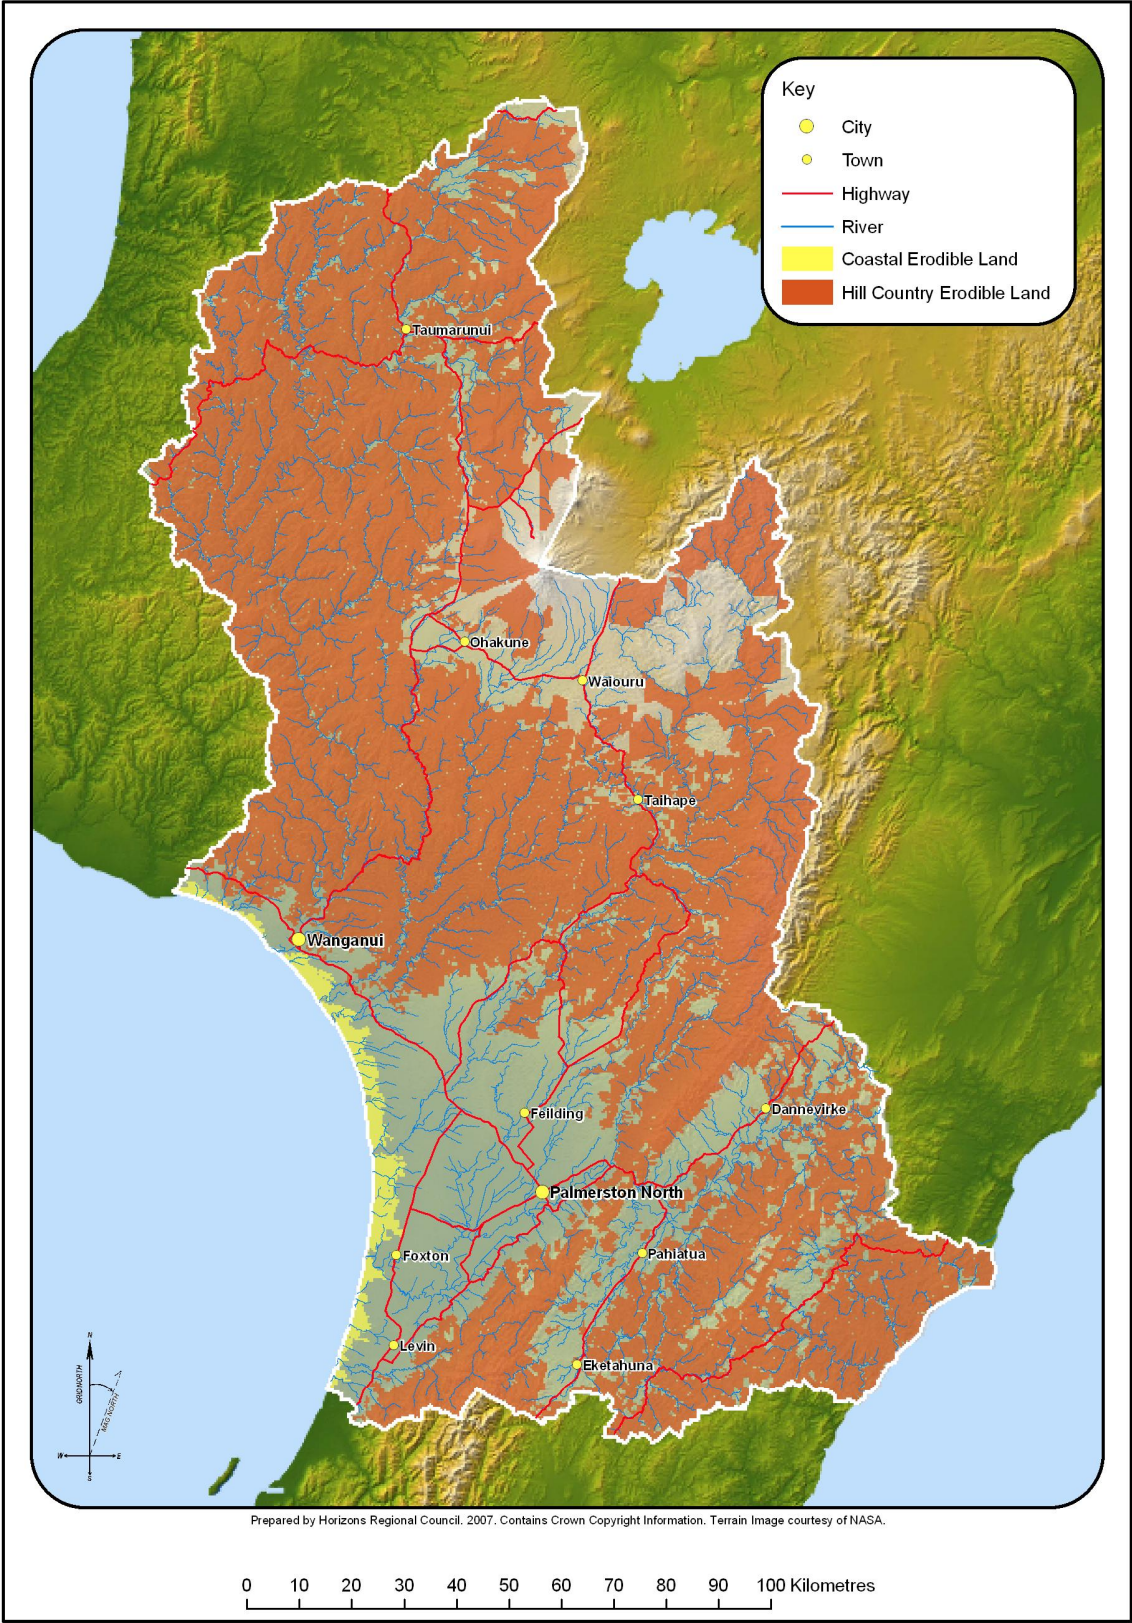 Key
City
Town
Highway
River
Coastal Erodible Land
Hill Country Erodible Land
Taumarunui
Ohakune
Waiouru
Taihape
Wanganui
Feilding
Dannevirke
Palmerston North
Foxton
Pahiatua
Levin
Eketahuna
N
GRID NORTH
MAG NORTH
W E
S
Prepared by Horizons Regional Council. 2007. Contains Crown Copyright Information. Terrain Image courtesy of NASA.
0 10 20 30 40 50 60 70 80 90 100 Kilometres